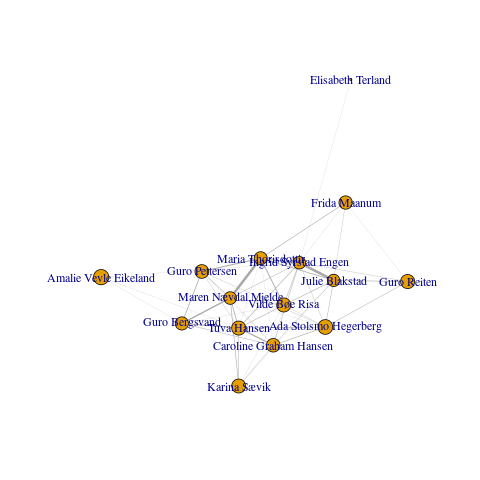 Elisabeth Terland
Frida Maanum
Maria Thorisdottir
Ingrid Syrstad Engen
Guro Pettersen
Amalie Vevle Eikeland
Julie Blakstad
Guro Reiten
Maren Nævdal Mjelde
Vilde Bøe Risa
Guro Bergsvand
Tuva Hansen
Ada Stolsmo Hegerberg
Caroline Graham Hansen
Karina Sævik